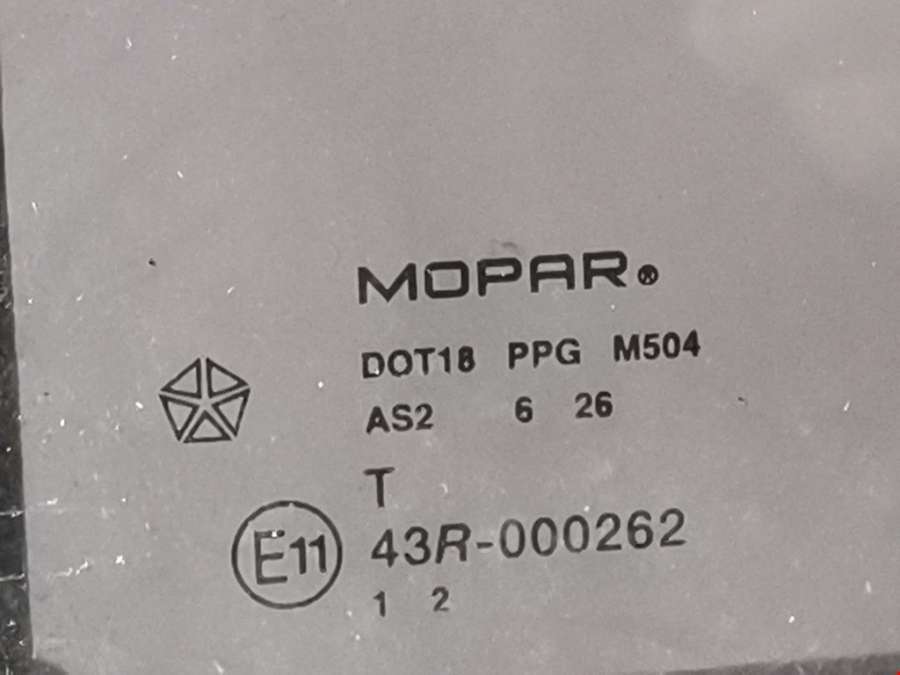 MOPAR®
DOT18 PPG M504
AS2 6 26
T
E11 43R-000262
1 2